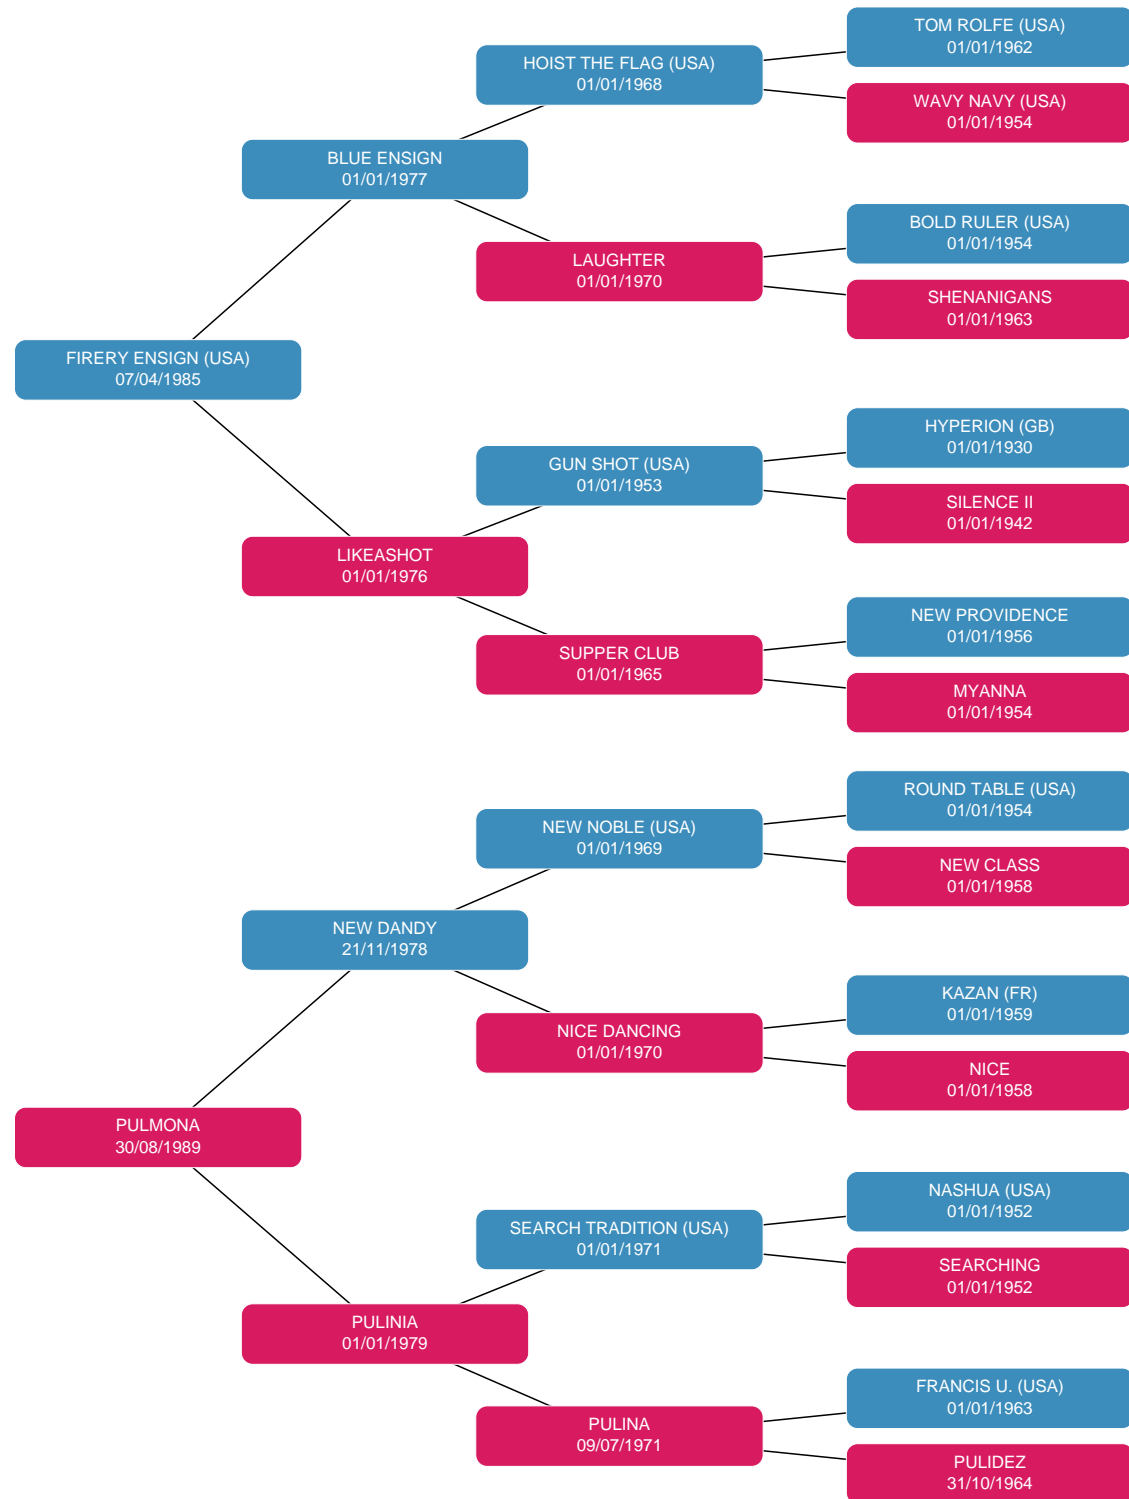 TOM ROLFE (USA)
01/01/1962
HOIST THE FLAG (USA)
01/01/1968
WAVY NAVY (USA)
01/01/1954
BLUE ENSIGN
01/01/1977
BOLD RULER (USA)
01/01/1954
LAUGHTER
01/01/1970
SHENANIGANS
01/01/1963
FIRERY ENSIGN (USA)
07/04/1985
HYPERION (GB)
01/01/1930
GUN SHOT (USA)
01/01/1953
SILENCE II
01/01/1942
LIKEASHOT
01/01/1976
NEW PROVIDENCE
01/01/1956
SUPPER CLUB
01/01/1965
MYANNA
01/01/1954
ROUND TABLE (USA)
01/01/1954
NEW NOBLE (USA)
01/01/1969
NEW CLASS
01/01/1958
NEW DANDY
21/11/1978
KAZAN (FR)
01/01/1959
NICE DANCING
01/01/1970
NICE
01/01/1958
PULMONA
30/08/1989
NASHUA (USA)
01/01/1952
SEARCH TRADITION (USA)
01/01/1971
SEARCHING
01/01/1952
PULINIA
01/01/1979
FRANCIS U. (USA)
01/01/1963
PULINA
09/07/1971
PULIDEZ
31/10/1964